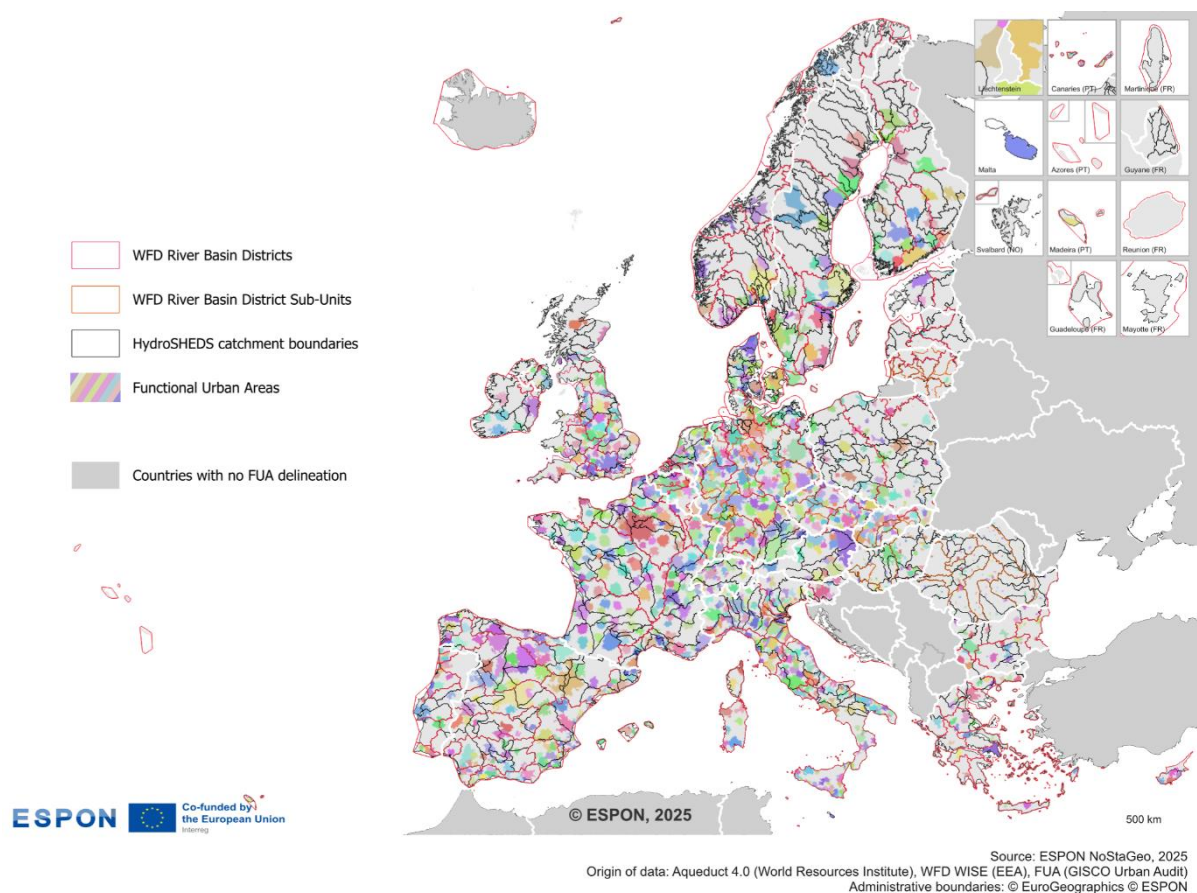 WFD River Basin Districts
WFD River Basin District Sub-Units
HydroSHEDS catchment boundaries
Functional Urban Areas
Countries with no FUA delineation
Liechtenstein
Canaries (PT)
Martinique (FR)
Malta
Azores (PT)
Guyane (FR)
Svalbard (NO)
Madeira (PT)
Reunion (FR)
Guadeloupe (FR)
Mayotte (FR)
ESPON
Co-funded by
the European Union
Interreg
© ESPON, 2025
500 km
Source: ESPON NoStaGeo, 2025
Origin of data: Aqueduct 4.0 (World Resources Institute), WFD WISE (EEA), FUA (GISCO Urban Audit)
Administrative boundaries: © EuroGeographics © ESPON